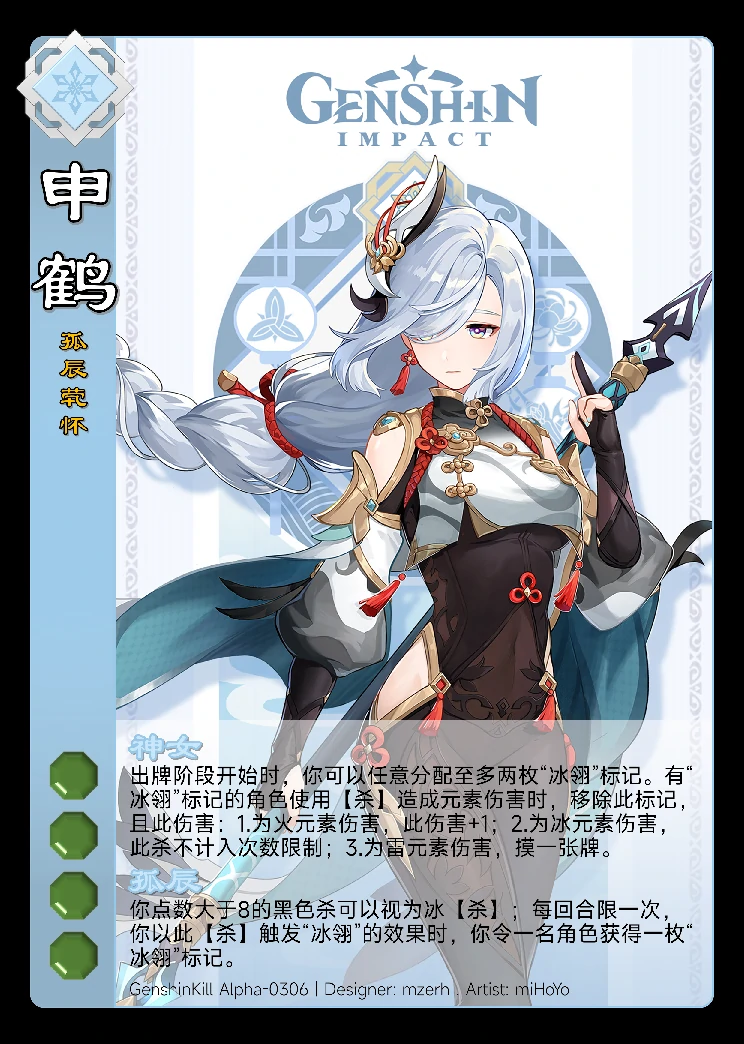 GENSHIN
IMPACT
申鹤
孤辰茕怀
神女
出牌阶段开始时，你可以任意分配至多两枚“冰翎”标记。有“
冰翎”标记的角色使用【杀】造成元素伤害时，移除此标记，
且此伤害：1.为火元素伤害，此伤害+1；2.为冰元素伤害，
此杀不计入次数限制；3.为雷元素伤害，摸一张牌。
孤辰
你点数大于8的黑色杀可以视为冰【杀】；每回合限一次，
你以此【杀】触发“冰翎”的效果时，你令一名角色获得一枚“
冰翎”标记。
GenshinKill Alpha-0306 | Designer: mzerh . Artist: miHoYo